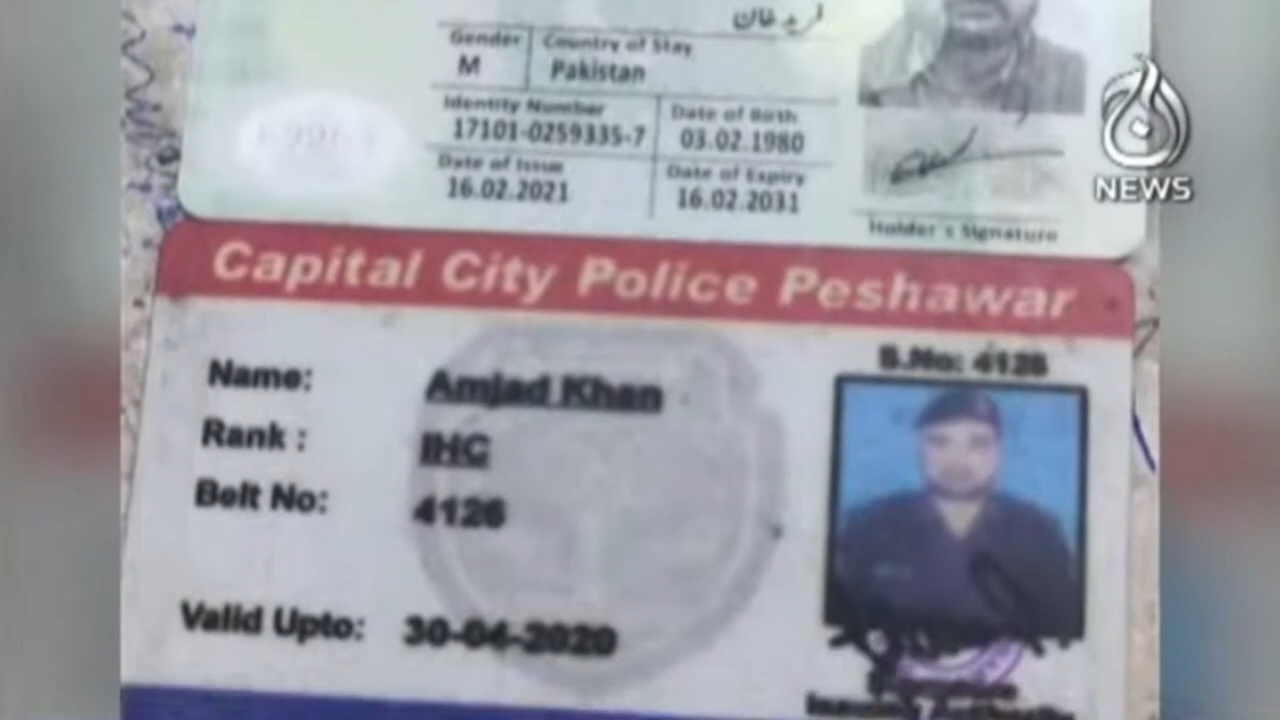 Gender Country of Stay
M Pakistan
Identity Number Date of Birth
17101-0259335-7 03.02.1980
Date of Issue Date of Expiry
16.02.2021 16.02.2031
Holder's Signature
NEWS
Capital City Police Peshawar
S.No: 4128
Name: Amjad Khan
Rank : IHC
Belt No: 4126
Valid Upto: 30-04-2020
Issuing Authority